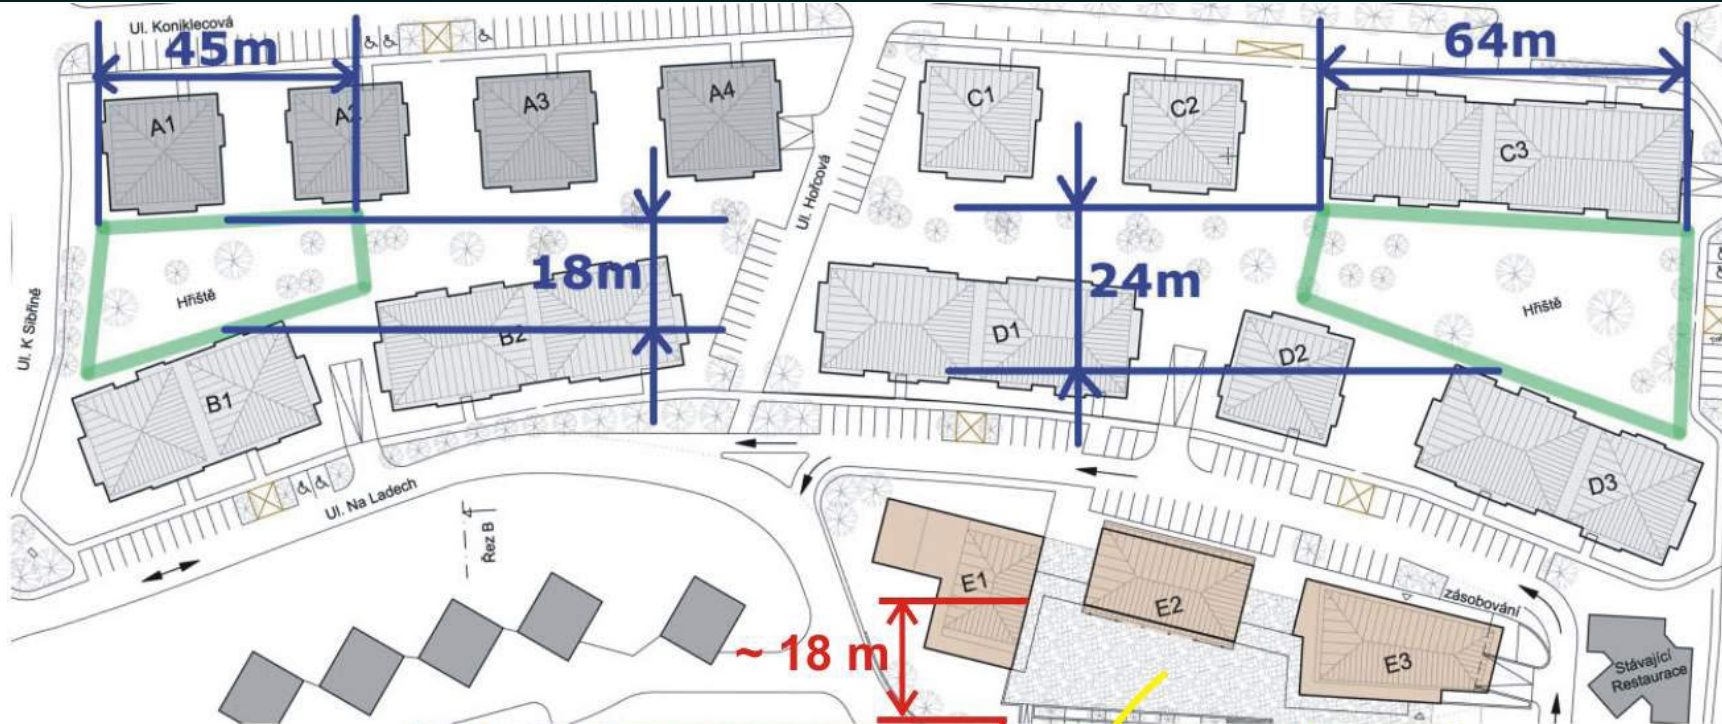 Ul. Koniklecová
45m
64m
A1
A2
A3
A4
C1
C2
C3
Ul. Hořcová
Ul. K Sibřině
Hřiště
18m
24m
Hřiště
B1
B2
D1
D2
D3
Ul. Na Ladech
Řez B
E1
E2
E3
zásobování
~ 18 m
Stávající
Restaurace